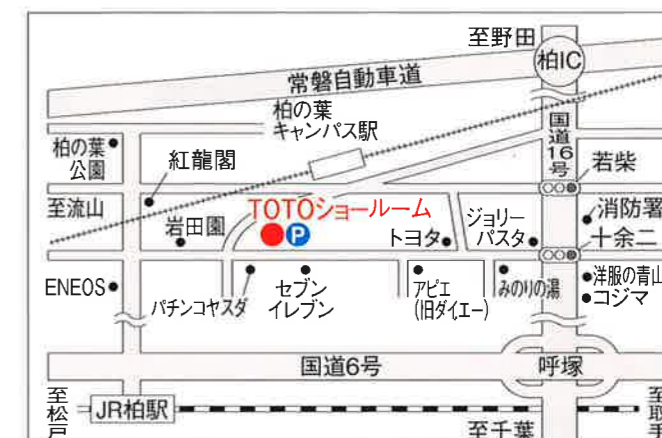 至野田
柏IC
常磐自動車道
柏の葉
キャンパス駅
国道16号
柏の葉
公園
紅龍閣
若柴
至流山
TOTOショールーム
P
岩田園
トヨタ
ジョリー
パスタ
消防署
十余二
ENEOS
パチンコヤスダ
セブン
イレブン
アピエ
(旧ダイエー)
みのりの湯
洋服の青山
コジマ
国道6号
呼塚
至松戸
JR柏駅
至千葉
至取手